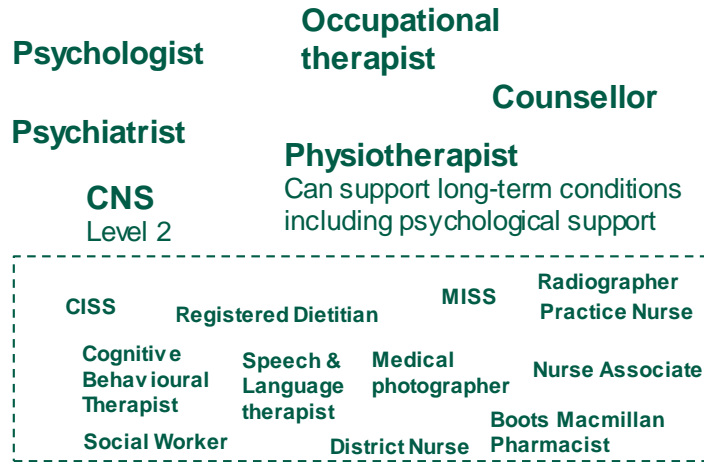 Occupational
therapist
Psychologist
Counsellor
Psychiatrist
Physiotherapist
Can support long-term conditions
including psychological support
CNS
Level 2
CISS
Registered Dietitian
MISS
Radiographer
Practice Nurse
Cognitive
Behavioural
Therapist
Speech &
Language
therapist
Medical
photographer
Nurse Associate
Social Worker
District Nurse
Boots Macmillan
Pharmacist